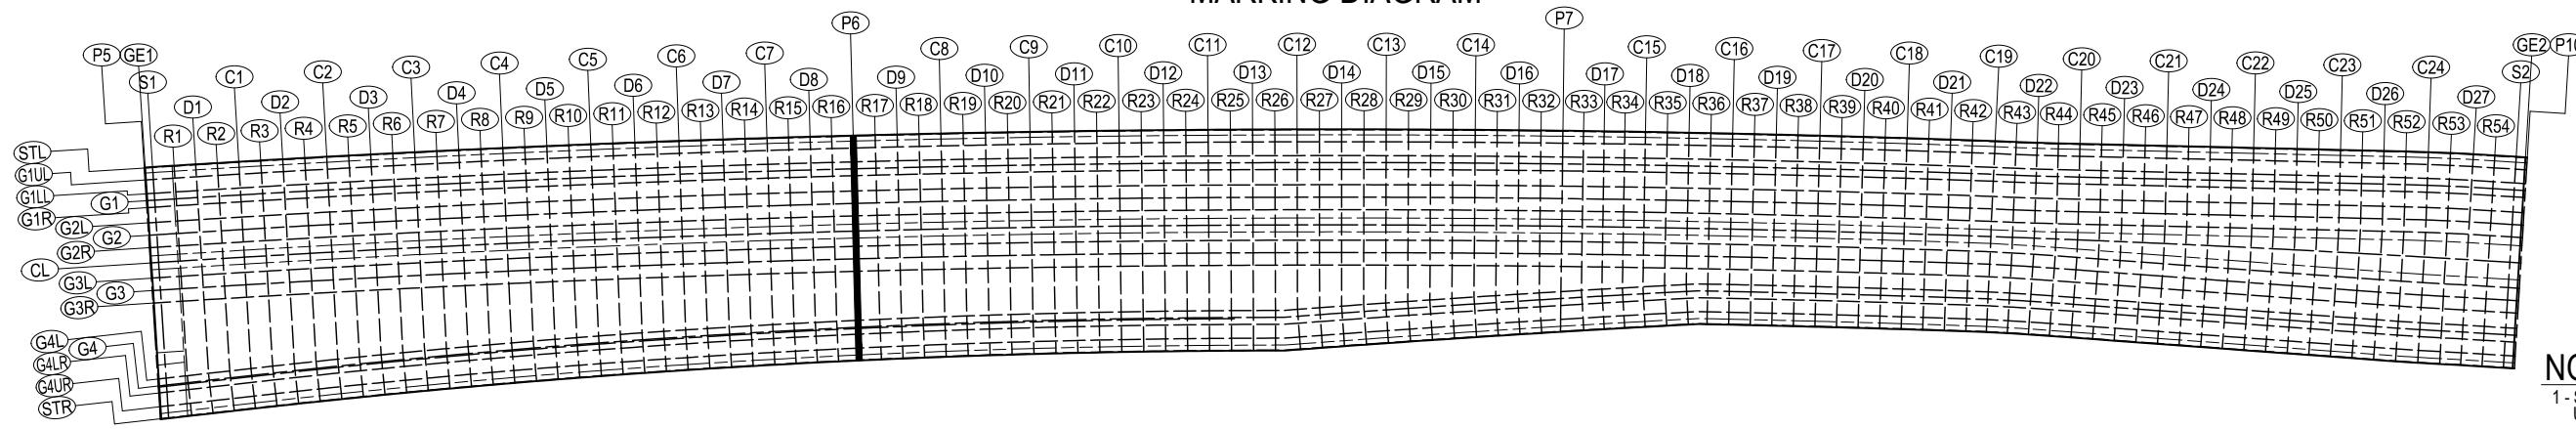 MARKING DIAGRAM
P6 P7
P5 GE1 C1 C2 C3 C4 C5 C6 C7 C8 C9 C10 C11 C12 C13 C14 C15 C16 C17 C18 C19 C20 C21 C22 C23 C24 GE2 P10
S1 D1 D2 D3 D4 D5 D6 D7 D8 D9 D10 D11 D12 D13 D14 D15 D16 D17 D18 D19 D20 D21 D22 D23 D24 D25 D26 D27 S2
R1 R2 R3 R4 R5 R6 R7 R8 R9 R10 R11 R12 R13 R14 R15 R16 R17 R18 R19 R20 R21 R22 R23 R24 R25 R26 R27 R28 R29 R30 R31 R32 R33 R34 R35 R36 R37 R38 R39 R40 R41 R42 R43 R44 R45 R46 R47 R48 R49 R50 R51 R52 R53 R54
STL
G1UL
G1LL
G1
G1R
G2L
G2
G2R
CL
G3L
G3
G3R
G4L
G4
G4LR
G4UR
STR